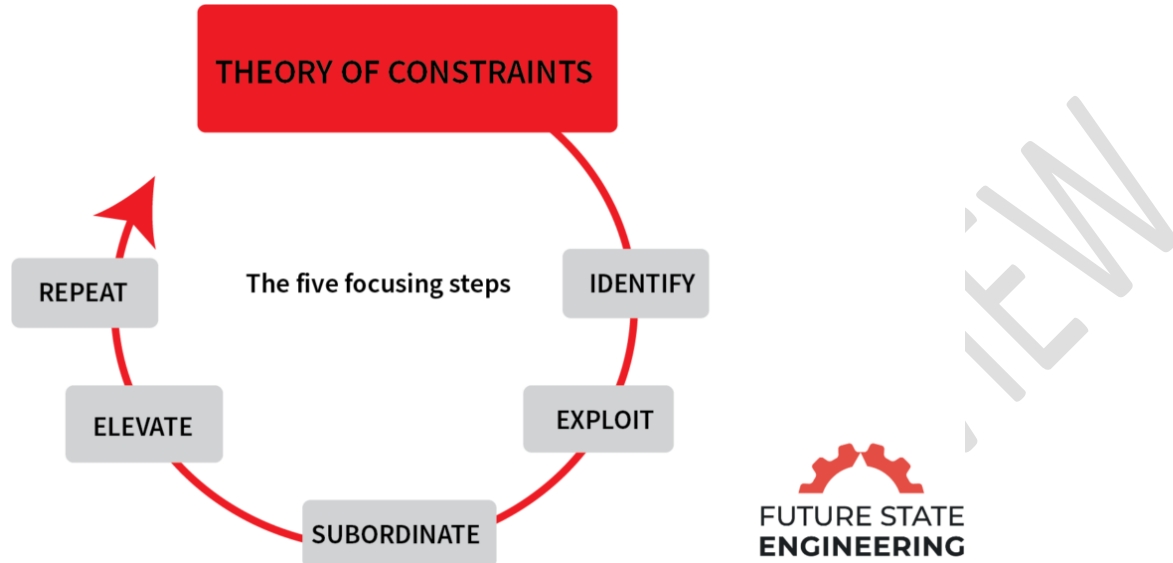 THEORY OF CONSTRAINTS
The five focusing steps
IDENTIFY
EXPLOIT
SUBORDINATE
ELEVATE
REPEAT
FUTURE STATE
ENGINEERING